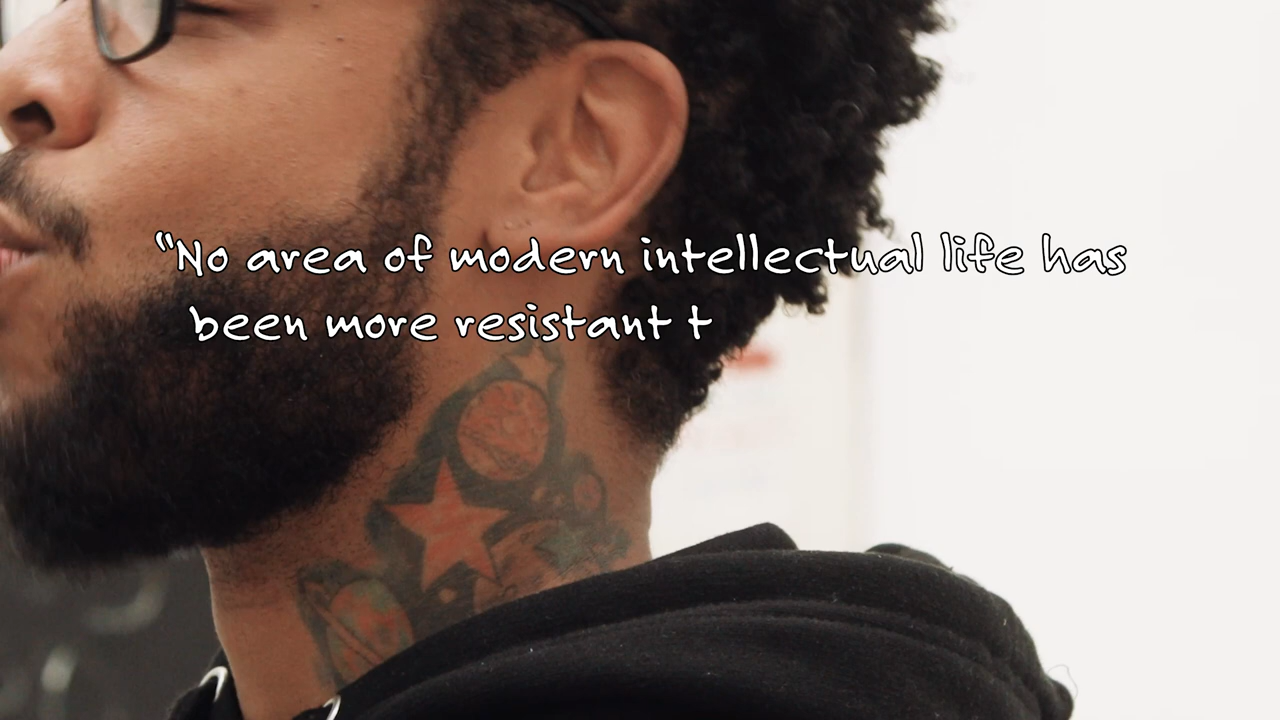 “No area of modern intellectual life has
been more resistant t